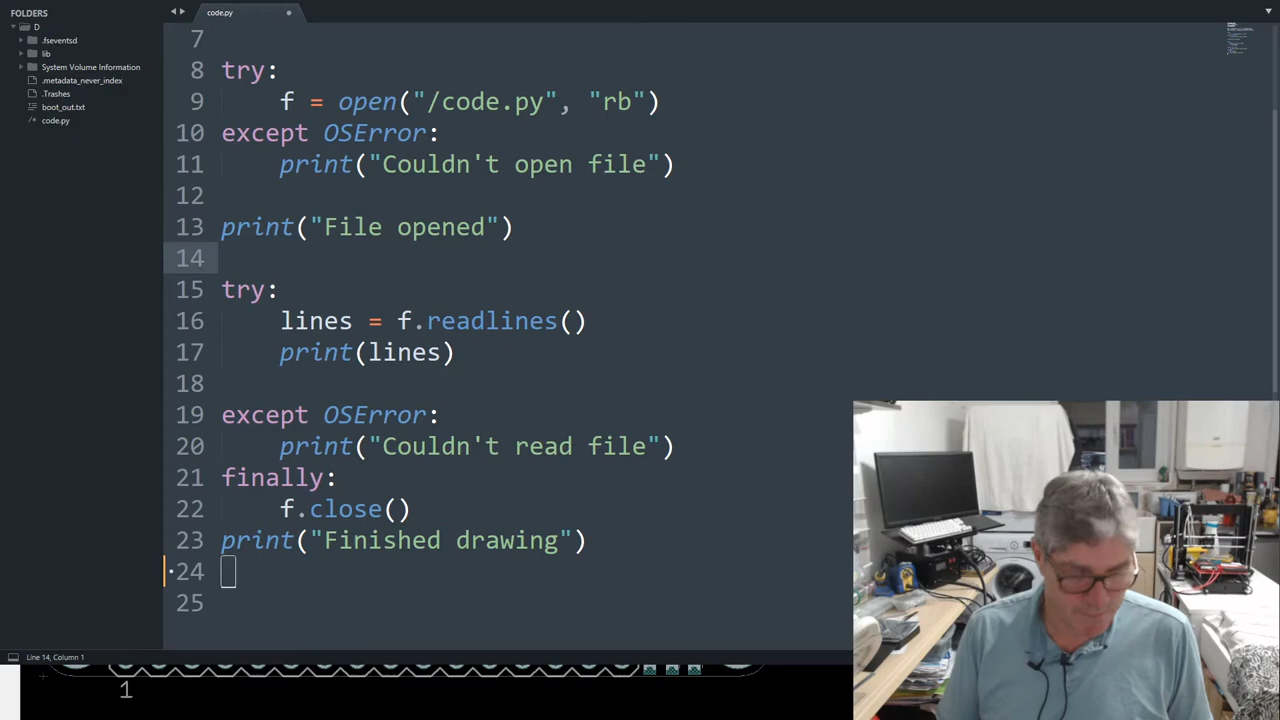 FOLDERS
D
.fseventsd
lib
System Volume Information
.metadata_never_index
.Trashes
boot_out.txt
code.py
code.py
7
8 try:
9 f = open("/code.py", "rb")
10 except OSError:
11 print("Couldn't open file")
12
13 print("File opened")
14
15 try:
16 lines = f.readlines()
17 print(lines)
18
19 except OSError:
20 print("Couldn't read file")
21 finally:
22 f.close()
23 print("Finished drawing")
24
25
Line 14, Column 1
1